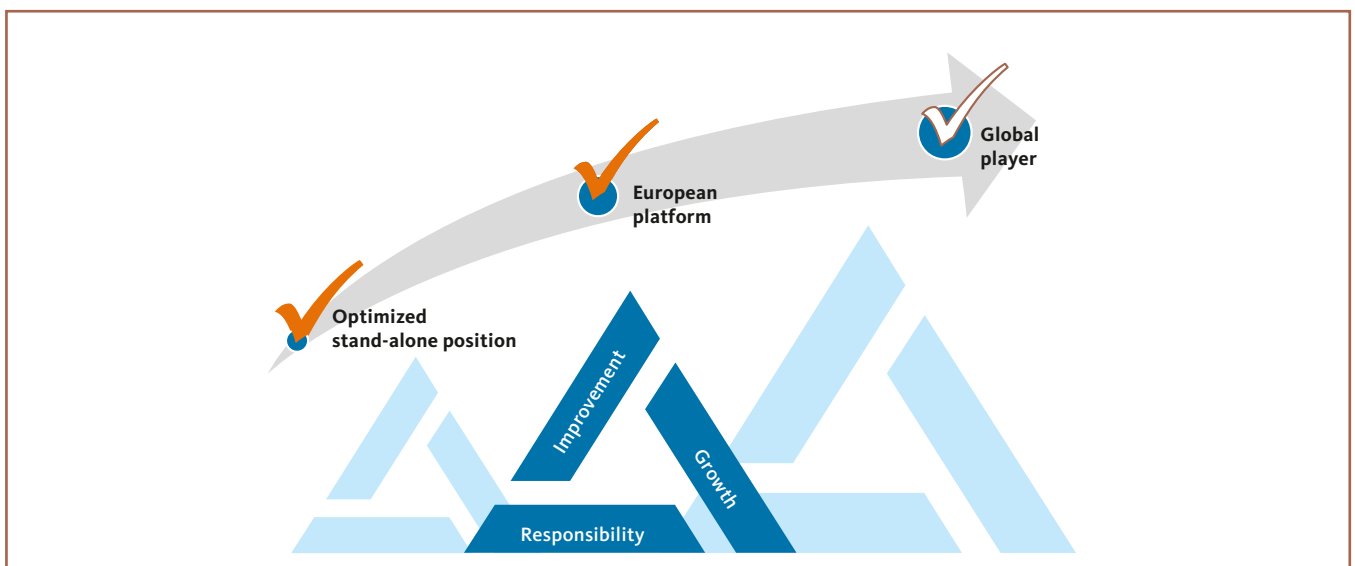 Global
player
European
platform
Optimized
stand-alone position
Improvement
Growth
Responsibility